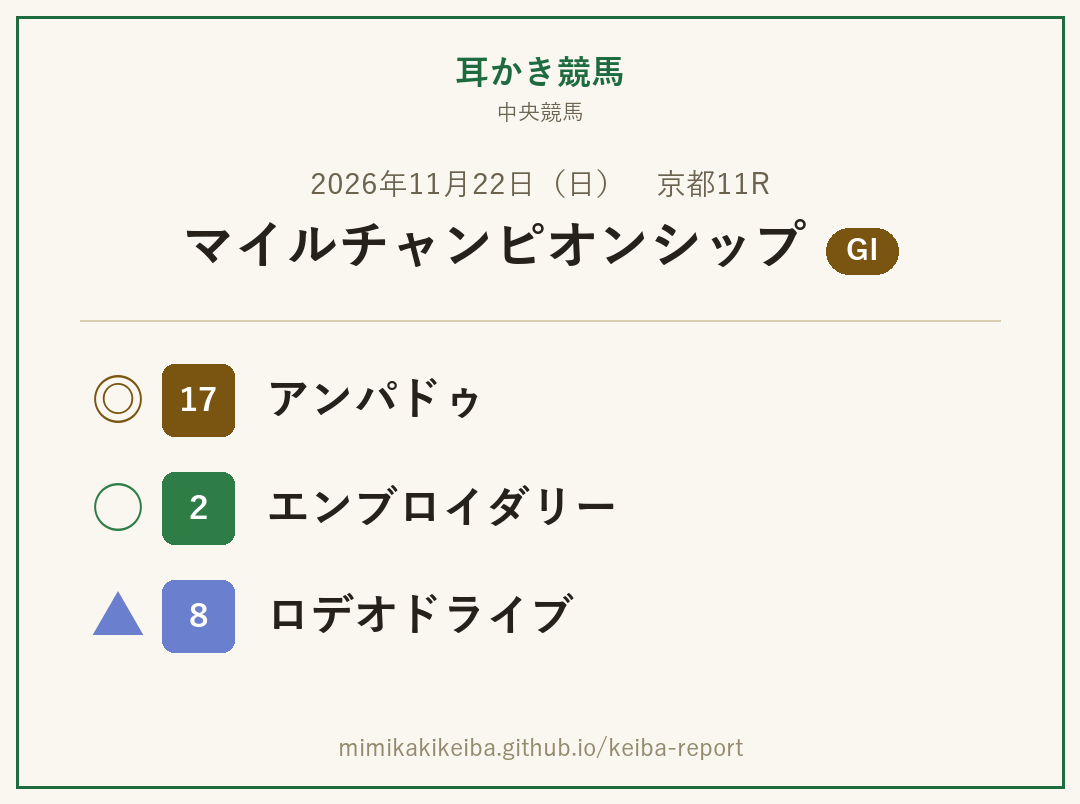 耳かき競馬
中央競馬
2026年11月22日（日）　京都11R
マイルチャンピオンシップ GI
◎ 17 アンパドゥ
○ 2 エンブロイダリー
▲ 8 ロデオドライブ
mimikakikeiba.github.io/keiba-report